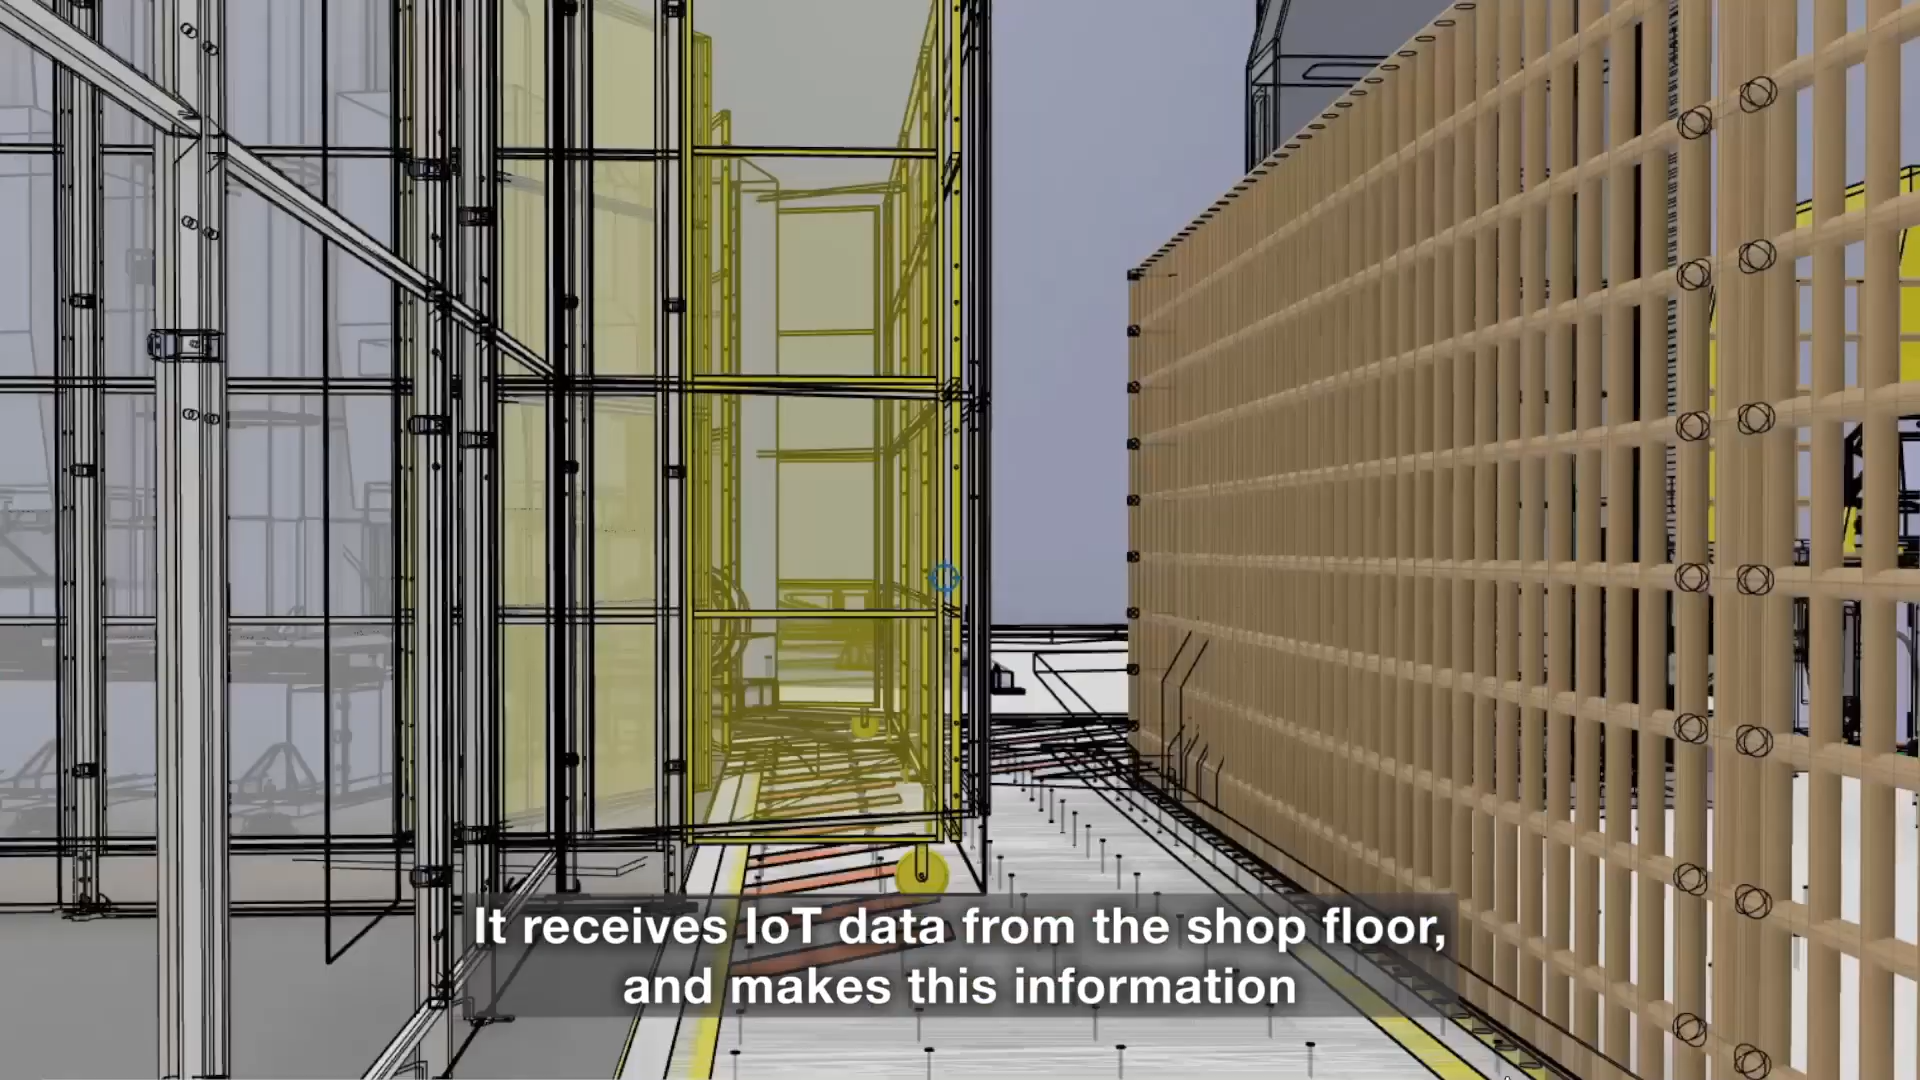 It receives IoT data from the shop floor,
and makes this information